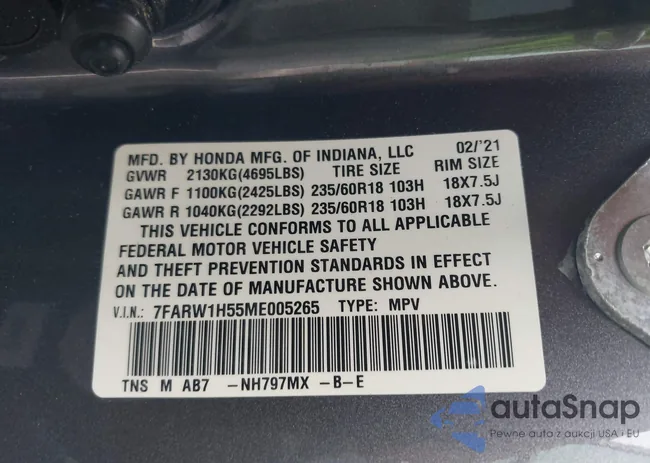 MFD. BY HONDA MFG. OF INDIANA, LLC 02/'21
GVWR 2130KG(4695LBS) TIRE SIZE RIM SIZE
GAWR F 1100KG(2425LBS) 235/60R18 103H 18X7.5J
GAWR R 1040KG(2292LBS) 235/60R18 103H 18X7.5J
THIS VEHICLE CONFORMS TO ALL APPLICABLE
FEDERAL MOTOR VEHICLE SAFETY
AND THEFT PREVENTION STANDARDS IN EFFECT
ON THE DATE OF MANUFACTURE SHOWN ABOVE.
V.I.N.: 7FARW1H55ME005265 TYPE: MPV
TNS M AB7 -NH797MX -B-E
autaSnap
Pewne auto z aukcji USA i EU